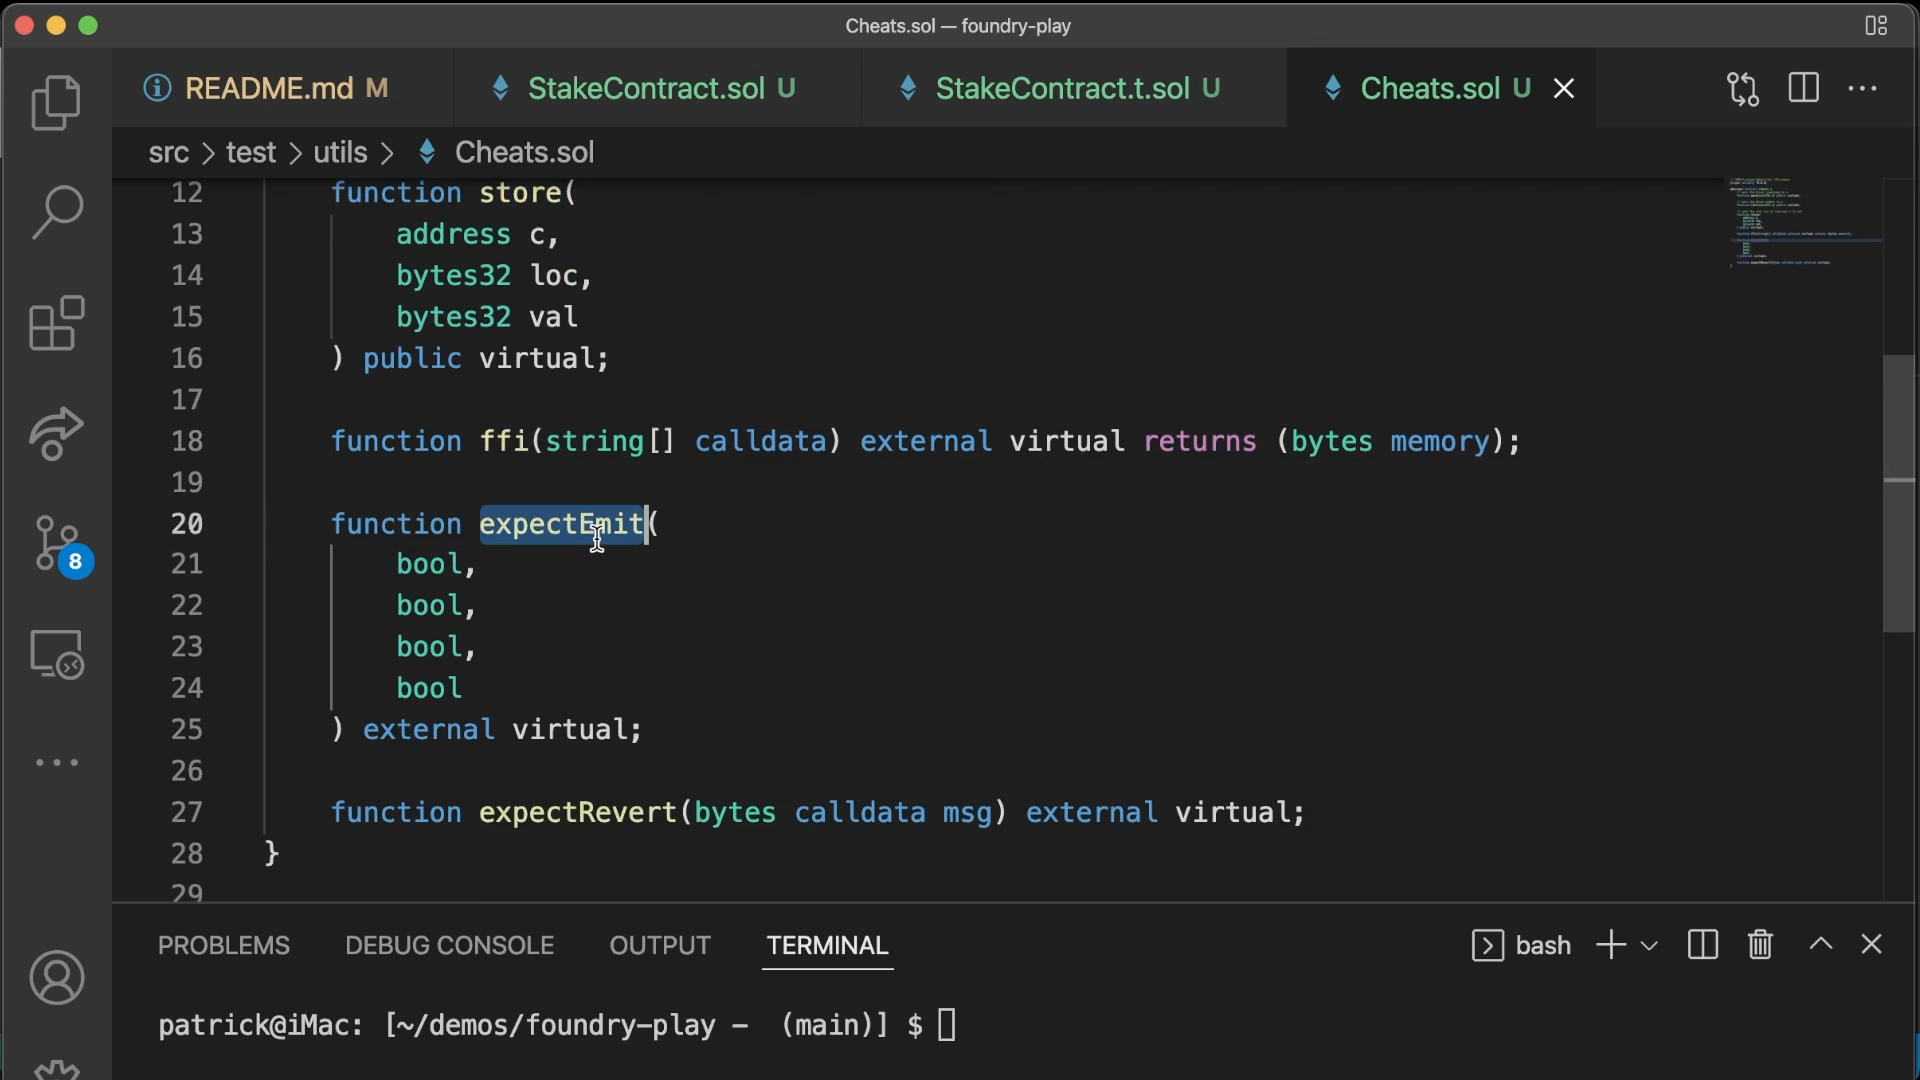 Cheats.sol — foundry-play
README.md M
StakeContract.sol U
StakeContract.t.sol U
Cheats.sol U
src > test > utils > Cheats.sol
12 function store(
13 address c,
14 bytes32 loc,
15 bytes32 val
16 ) public virtual;
17
18 function ffi(string[] calldata) external virtual returns (bytes memory);
19
20 function expectEmit(
21 bool,
22 bool,
23 bool,
24 bool
25 ) external virtual;
26
27 function expectRevert(bytes calldata msg) external virtual;
28 }
29
8
PROBLEMS DEBUG CONSOLE OUTPUT TERMINAL bash
patrick@iMac: [~/demos/foundry-play - (main)] $